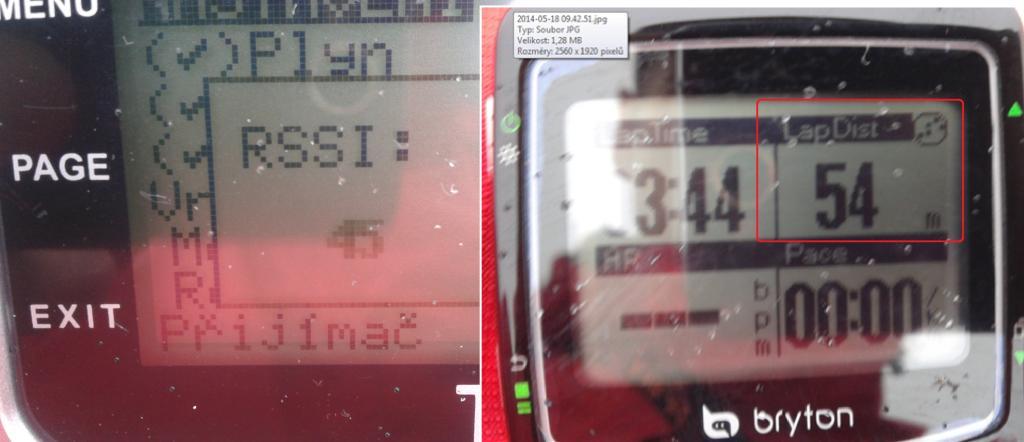 MENU
PAGE
EXIT
(✓)Plyn
(✓
(✓
RSSI:
45
M
R
Přijímač
2014-05-18 09.42.51.jpg
Typ: Soubor JPG
Velikost: 1,28 MB
Rozměry: 2560 x 1920 pixelů
LapTime
LapDist
3:44
54
m
HR
Pace
---
bpm
00:00/
bryton